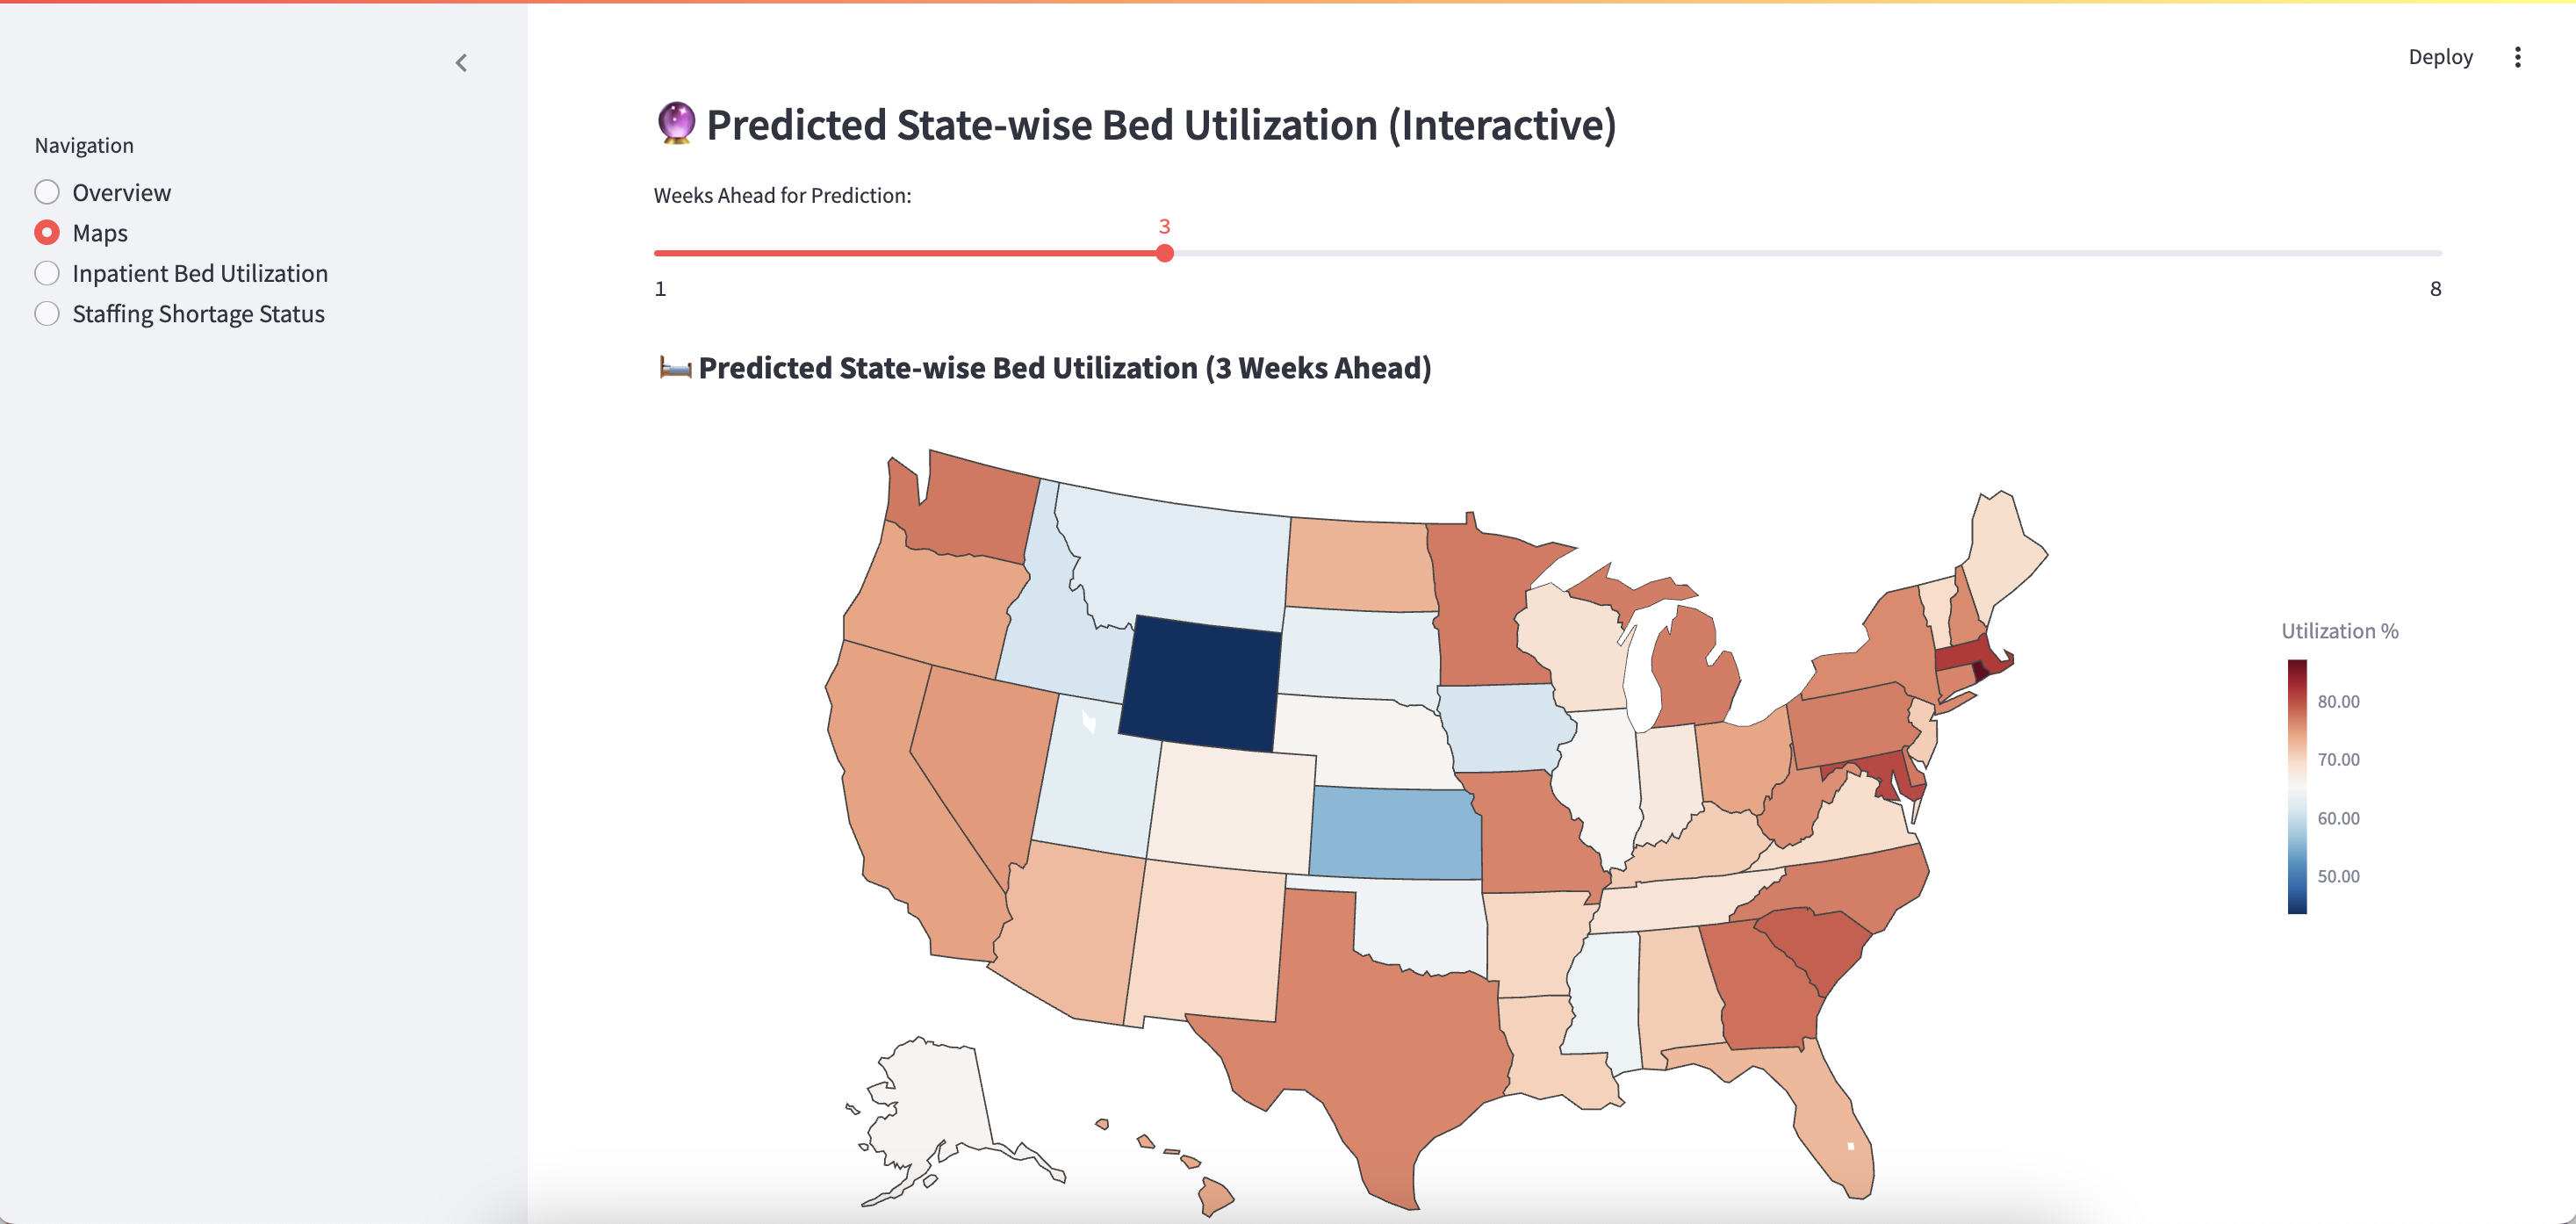 Deploy
Navigation
Overview
Maps
Inpatient Bed Utilization
Staffing Shortage Status
🔮 Predicted State-wise Bed Utilization (Interactive)
Weeks Ahead for Prediction:
3
1
8
🛏️ Predicted State-wise Bed Utilization (3 Weeks Ahead)
Utilization %
80.00
70.00
60.00
50.00